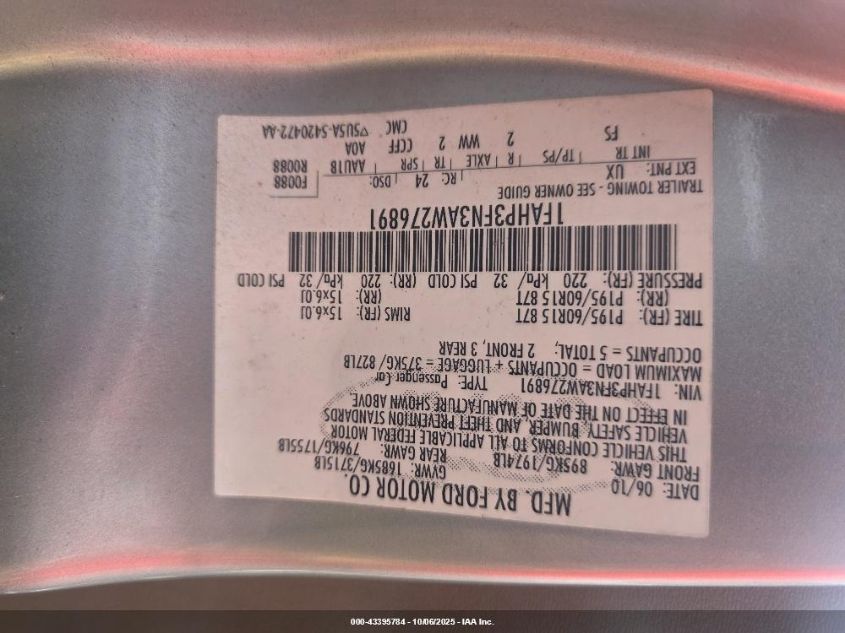 MFD. BY FORD MOTOR CO.
DATE: 06/10 GVWR: 1685KG/3715LB
FRONT GAWR: 895KG/1974LB REAR GAWR: 796KG/1755LB
THIS VEHICLE CONFORMS TO ALL APPLICABLE FEDERAL MOTOR
VEHICLE SAFETY, BUMPER, AND THEFT PREVENTION STANDARDS
IN EFFECT ON THE DATE OF MANUFACTURE SHOWN ABOVE
VIN: 1FAHP3FN3AW276891 TYPE: Passenger Car
MAXIMUM LOAD = OCCUPANTS + LUGGAGE = 375KG/ 827LB
OCCUPANTS = 5 TOTAL, 2 FRONT, 3 REAR
TIRE (FR): P195/60R15 87T RIMS (FR): 15x6.0J
(RR): P195/60R15 87T (RR): 15x6.0J
PRESSURE (FR): 220 kPa/ 32 PSI COLD (RR): 220 kPa/ 32 PSI COLD
1FAHP3FN3AW276891
TRAILER TOWING - SEE OWNER GUIDE
EXT PNT: UX RC: 24 DSO: F0088
INT TR TP/PS R AXLE TR SPR AAU1B R0088
FS 2 WW 2 CCFF AOA
CMC ▽5U5A-5420472-AA
000-43395784 - 10/06/2025 - IAA Inc.